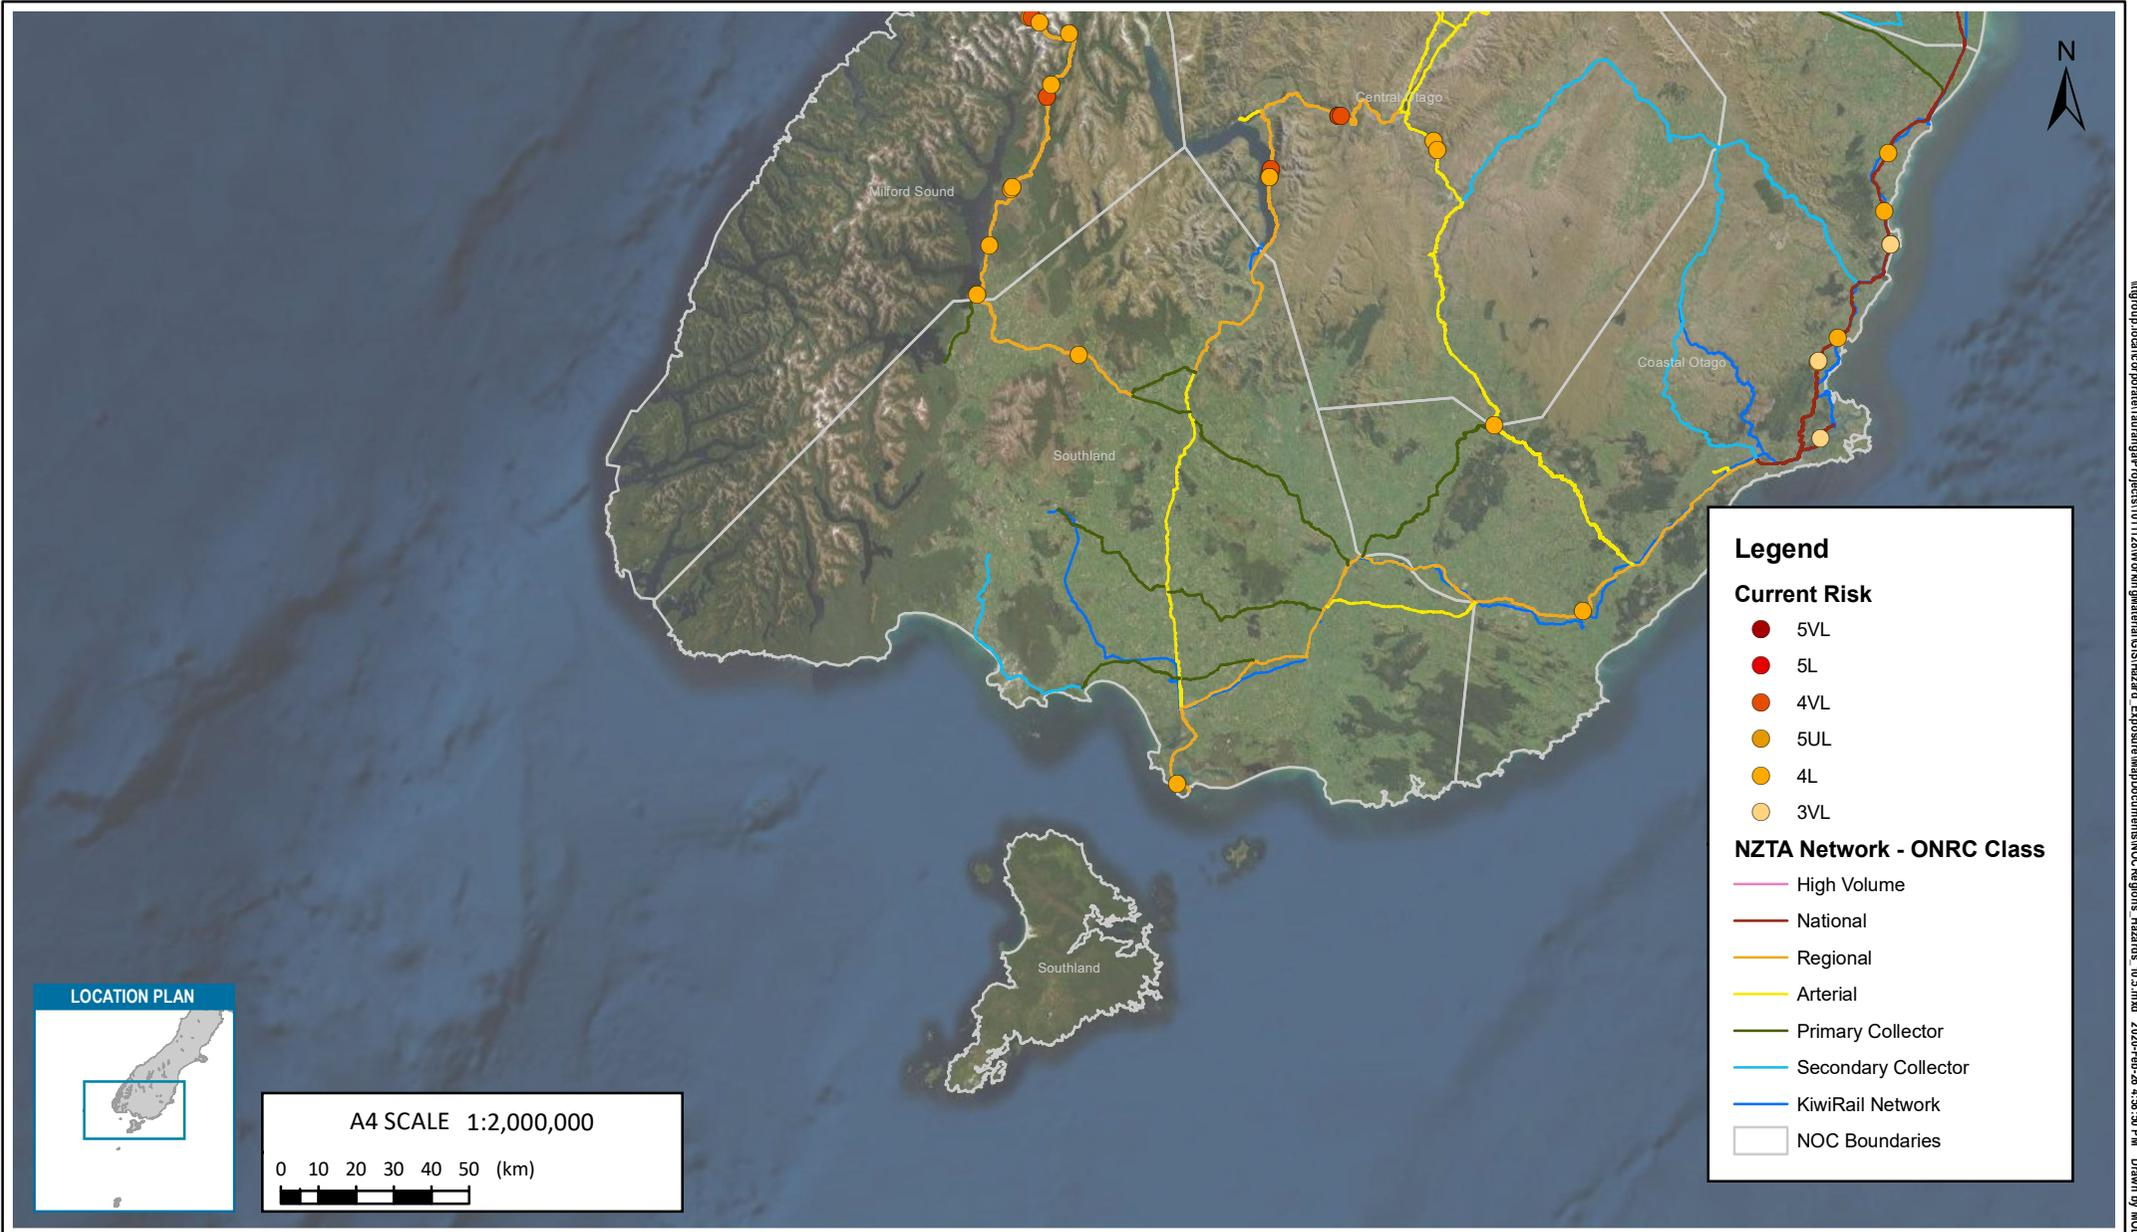 N
Central Otago
Milford Sound
Coastal Otago
Southland
Southland
Legend
Current Risk
5VL
5L
4VL
5UL
4L
3VL
NZTA Network - ONRC Class
High Volume
National
Regional
Arterial
Primary Collector
Secondary Collector
KiwiRail Network
NOC Boundaries
LOCATION PLAN
A4 SCALE 1:2,000,000
0 10 20 30 40 50 (km)